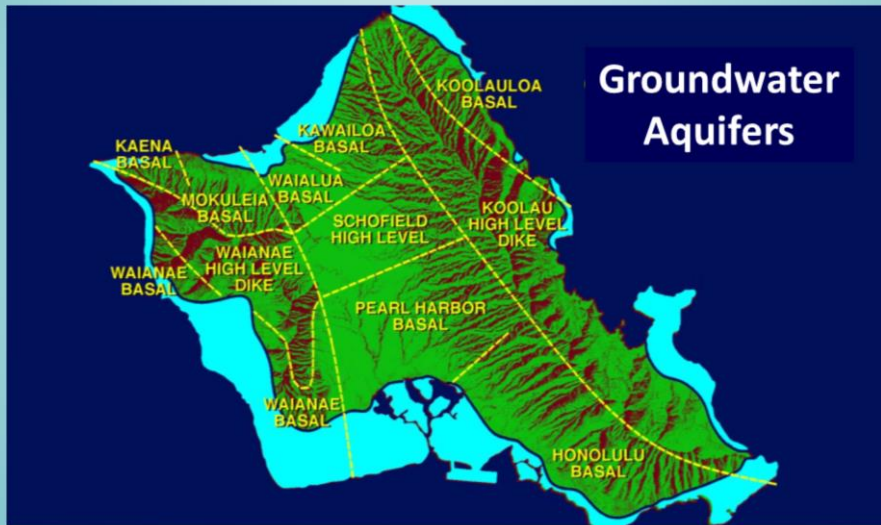 Groundwater
Aquifers
KOOLAULOA
BASAL
KAWAILOA
BASAL
KAENA
BASAL
WAIALUA
BASAL
MOKULEIA
BASAL
SCHOFIELD
HIGH LEVEL
KOOLAU
HIGH LEVEL
DIKE
WAIANAE
HIGH LEVEL
DIKE
WAIANAE
BASAL
PEARL HARBOR
BASAL
WAIANAE
BASAL
HONOLULU
BASAL